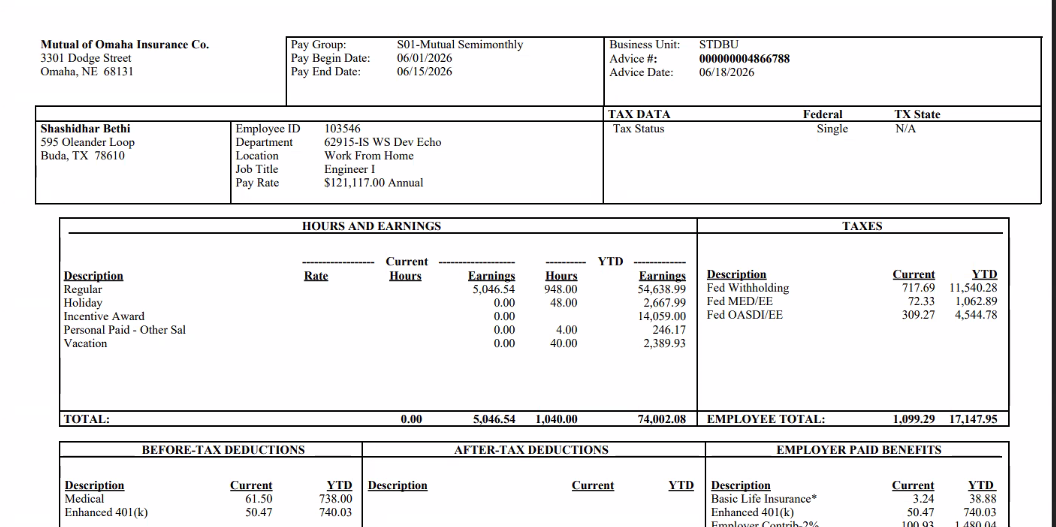 Mutual of Omaha Insurance Co.
3301 Dodge Street
Omaha, NE 68131
Pay Group: S01-Mutual Semimonthly
Pay Begin Date: 06/01/2026
Pay End Date: 06/15/2026
Business Unit: STDBU
Advice #: 000000004866788
Advice Date: 06/18/2026
TAX DATA Federal TX State
Tax Status Single N/A
Shashidhar Bethi
595 Oleander Loop
Buda, TX 78610
Employee ID 103546
Department 62915-IS WS Dev Echo
Location Work From Home
Job Title Engineer I
Pay Rate $121,117.00 Annual
HOURS AND EARNINGS
----------------- Current ------------------ ---------- YTD ------------
Description Rate Hours Earnings Hours Earnings
Regular 5,046.54 948.00 54,638.99
Holiday 0.00 48.00 2,667.99
Incentive Award 0.00 14,059.00
Personal Paid - Other Sal 0.00 4.00 246.17
Vacation 0.00 40.00 2,389.93
TOTAL: 0.00 5,046.54 1,040.00 74,002.08
TAXES
Description Current YTD
Fed Withholding 717.69 11,540.28
Fed MED/EE 72.33 1,062.89
Fed OASDI/EE 309.27 4,544.78
EMPLOYEE TOTAL: 1,099.29 17,147.95
BEFORE-TAX DEDUCTIONS
Description Current YTD
Medical 61.50 738.00
Enhanced 401(k) 50.47 740.03
AFTER-TAX DEDUCTIONS
Description Current YTD
EMPLOYER PAID BENEFITS
Description Current YTD
Basic Life Insurance* 3.24 38.88
Enhanced 401(k) 50.47 740.03
Employer Contrib-2% 100.93 1,480.04